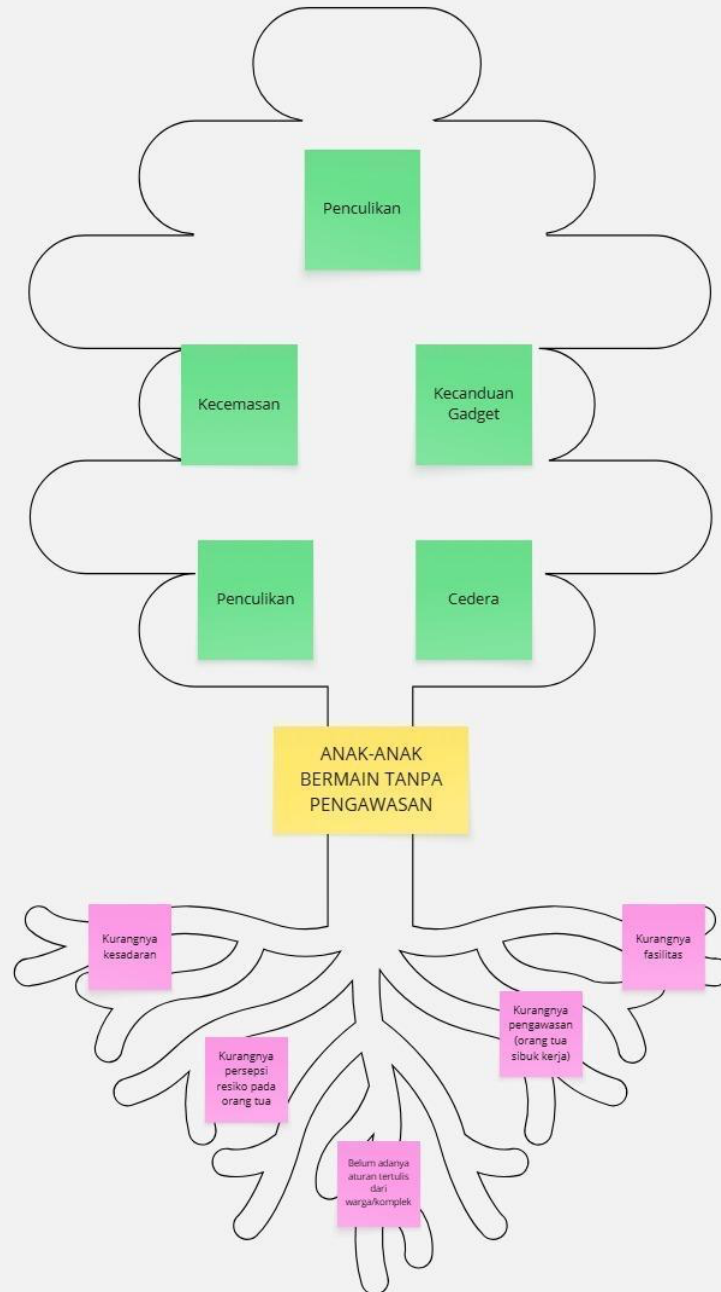 Penculikan
Kecemasan
Kecanduan
Gadget
Penculikan
Cedera
ANAK-ANAK
BERMAIN TANPA
PENGAWASAN
Kurangnya
kesadaran
Kurangnya
fasilitas
Kurangnya
pengawasan
(orang tua
sibuk kerja)
Kurangnya
persepsi
resiko pada
orang tua
Belum adanya
aturan tertulis
dari
warga/komplek